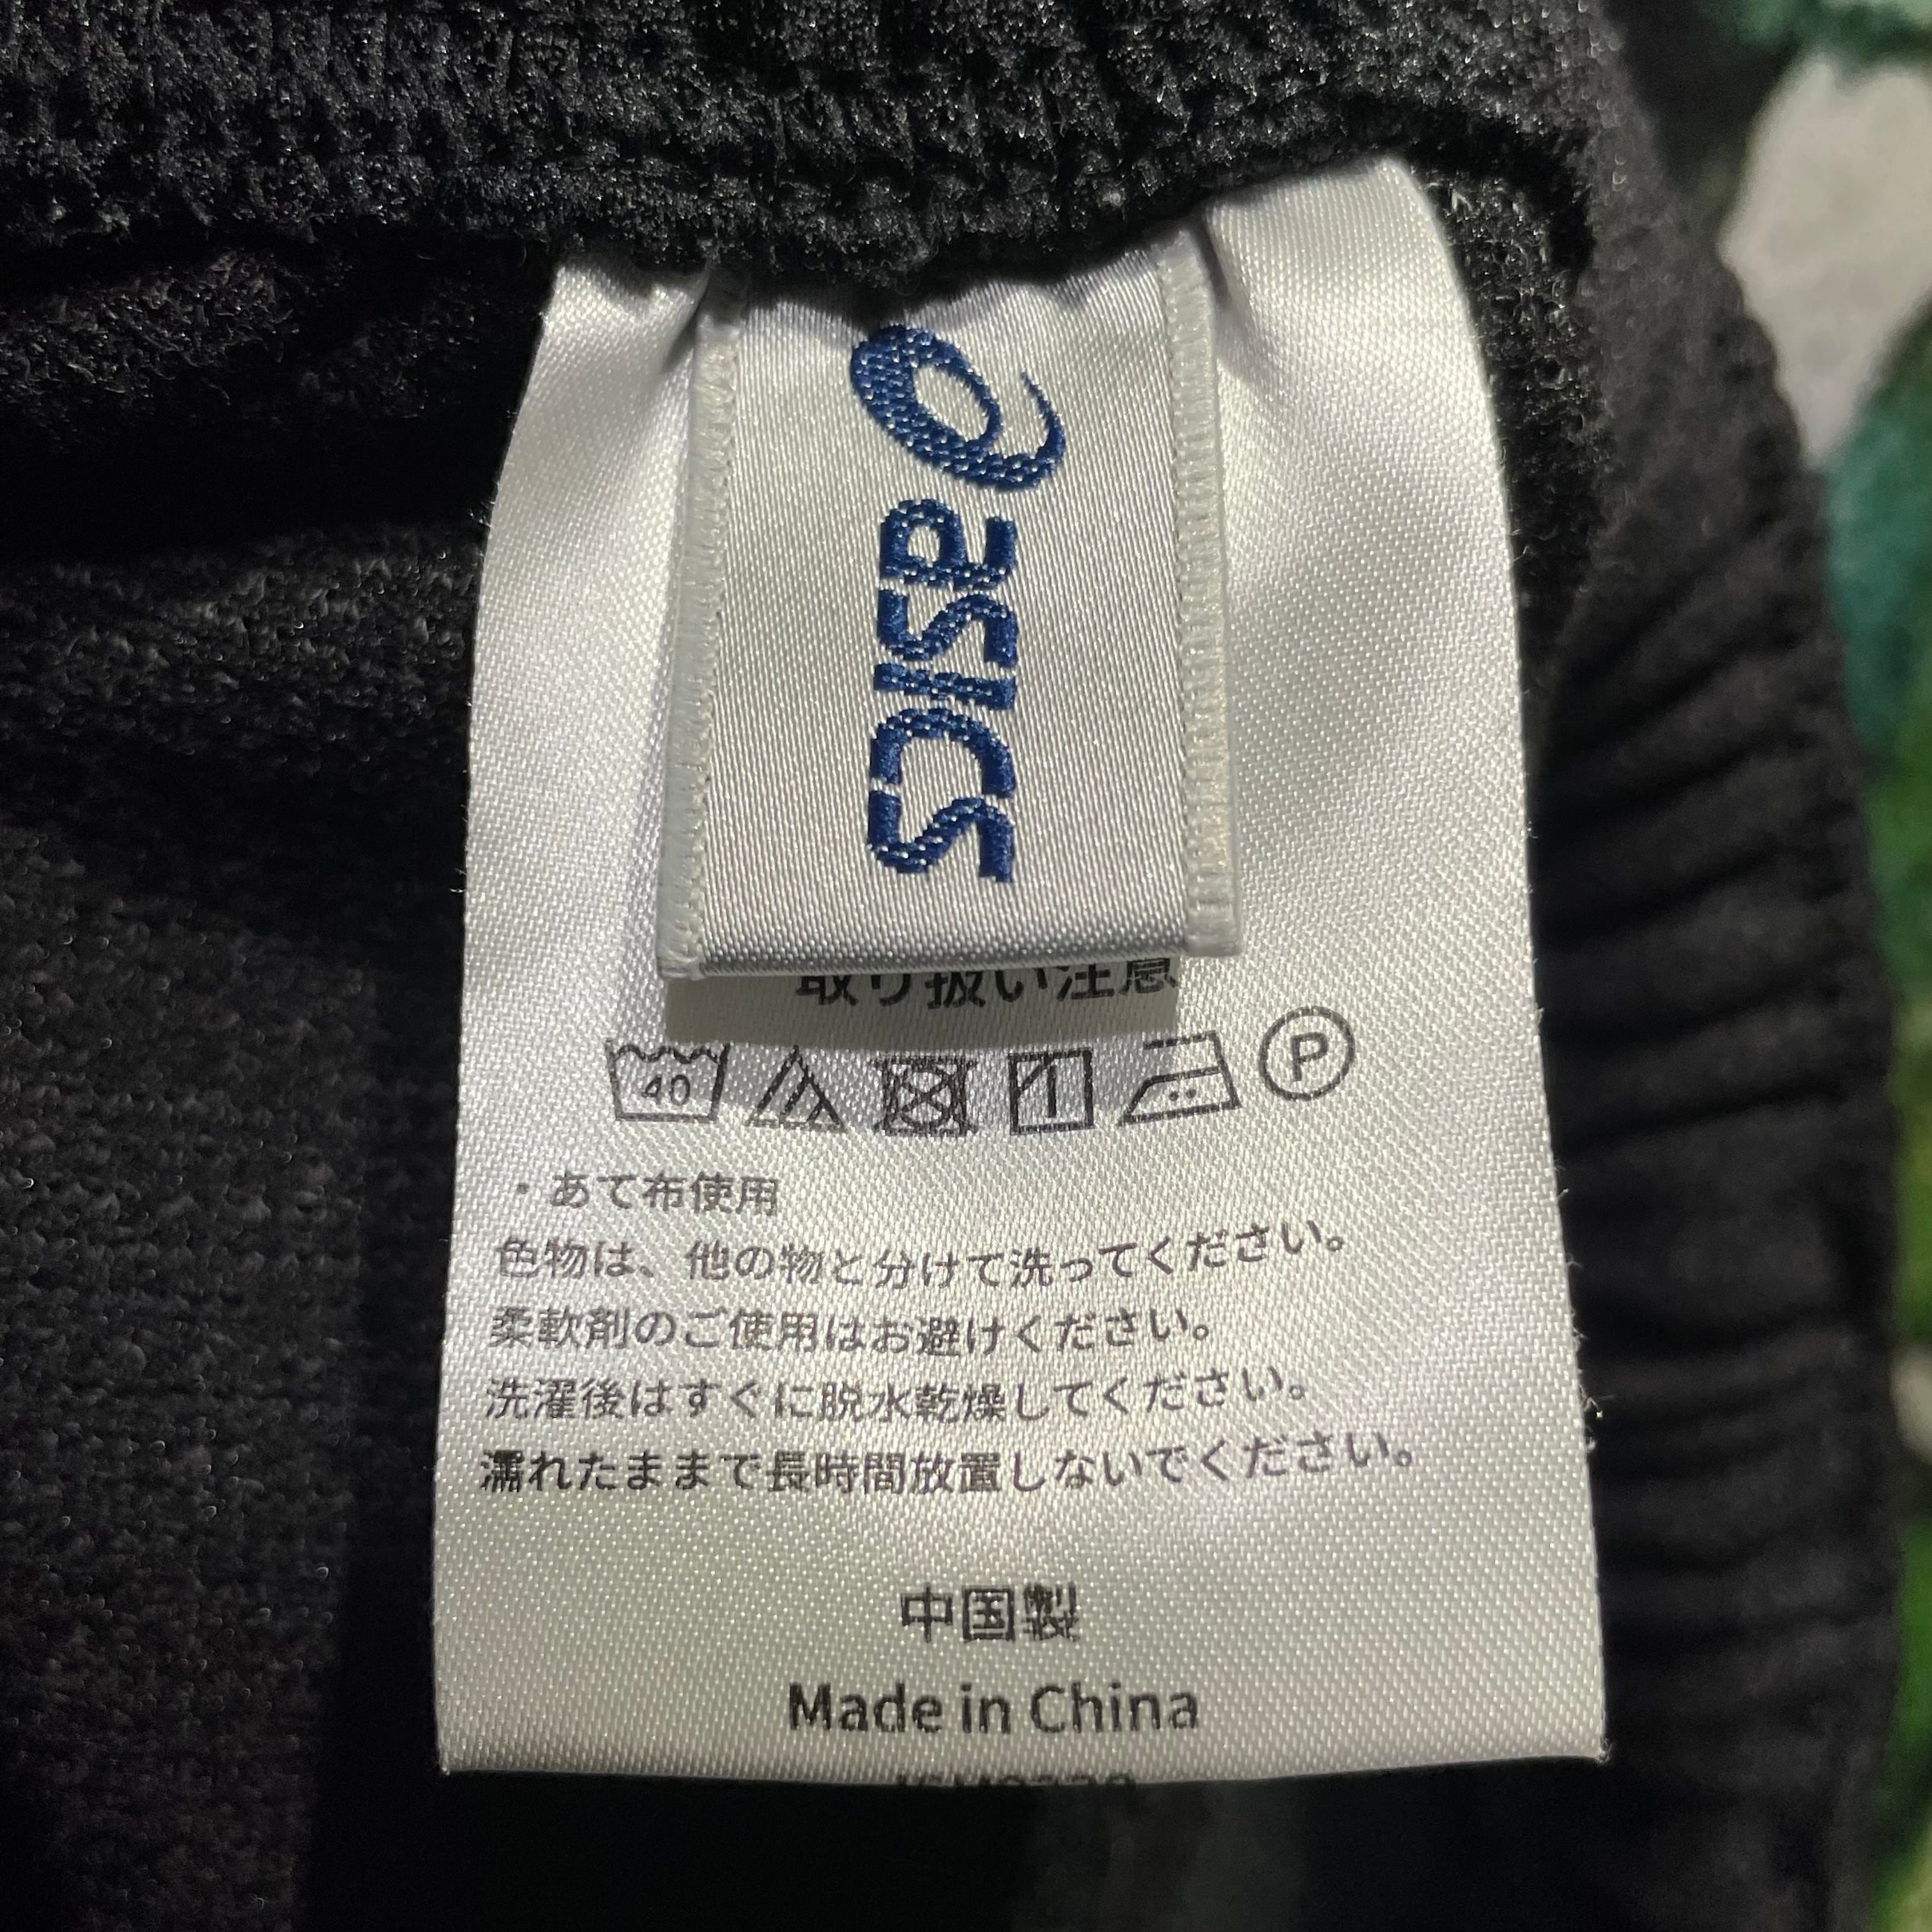 asics
取り扱い注意
40
P
・あて布使用
色物は、他の物と分けて洗ってください。
柔軟剤のご使用はお避けください。
洗濯後はすぐに脱水乾燥してください。
濡れたままで長時間放置しないでください。
中国製
Made in China